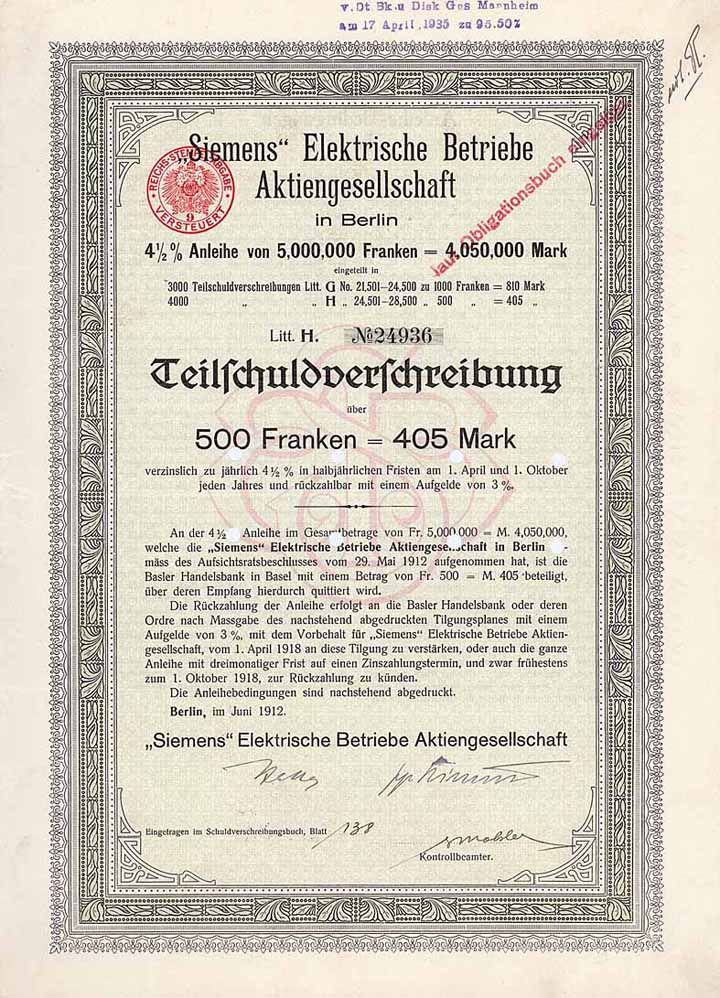 v. Dt. Bk. u Disk Ges Mannheim
am 17 April, 1935 zu 95.50%
„Siemens“ Elektrische Betriebe
Aktiengesellschaft
in Berlin
REICHS-STEMPELABGABE
9
VERSTEUERT
laut Obligationsbuch
4½% Anleihe von 5,000,000 Franken = 4,050,000 Mark
eingeteilt in
3000 Teilschuldverschreibungen Litt. G No. 21,501–24,500 zu 1000 Franken = 810 Mark
4000 „ „ H „ 24,501–28,500 „ 500 „ = 405 „
Litt. H. No 24936
Teilschuldverschreibung
über
500 Franken = 405 Mark
verzinslich zu jährlich 4½% in halbjährlichen Fristen am 1. April und 1. Oktober
jeden Jahres und rückzahlbar mit einem Aufgelde von 3%.
An der 4½ Anleihe im Gesamtbetrage von Fr. 5,000,000 = M. 4,050,000,
welche die „Siemens“ Elektrische Betriebe Aktiengesellschaft in Berlin
mäss des Aufsichtsratsbeschlusses vom 29. Mai 1912 aufgenommen hat, ist die
Basler Handelsbank in Basel mit einem Betrag von Fr. 500 = M. 405 beteiligt,
über deren Empfang hierdurch quittiert wird.
Die Rückzahlung der Anleihe erfolgt an die Basler Handelsbank oder deren
Ordre nach Massgabe des nachstehend abgedruckten Tilgungsplanes mit einem
Aufgelde von 3%, mit dem Vorbehalt für „Siemens“ Elektrische Betriebe Aktien-
gesellschaft, vom 1. April 1918 an diese Tilgung zu verstärken, oder auch die ganze
Anleihe mit dreimonatiger Frist auf einen Zinszahlungstermin, und zwar frühestens
zum 1. Oktober 1918, zur Rückzahlung zu künden.
Die Anleihebedingungen sind nachstehend abgedruckt.
Berlin, im Juni 1912.
„Siemens“ Elektrische Betriebe Aktiengesellschaft
Eingetragen im Schuldverschreibungsbuch, Blatt 138
Kontrollbeamter.